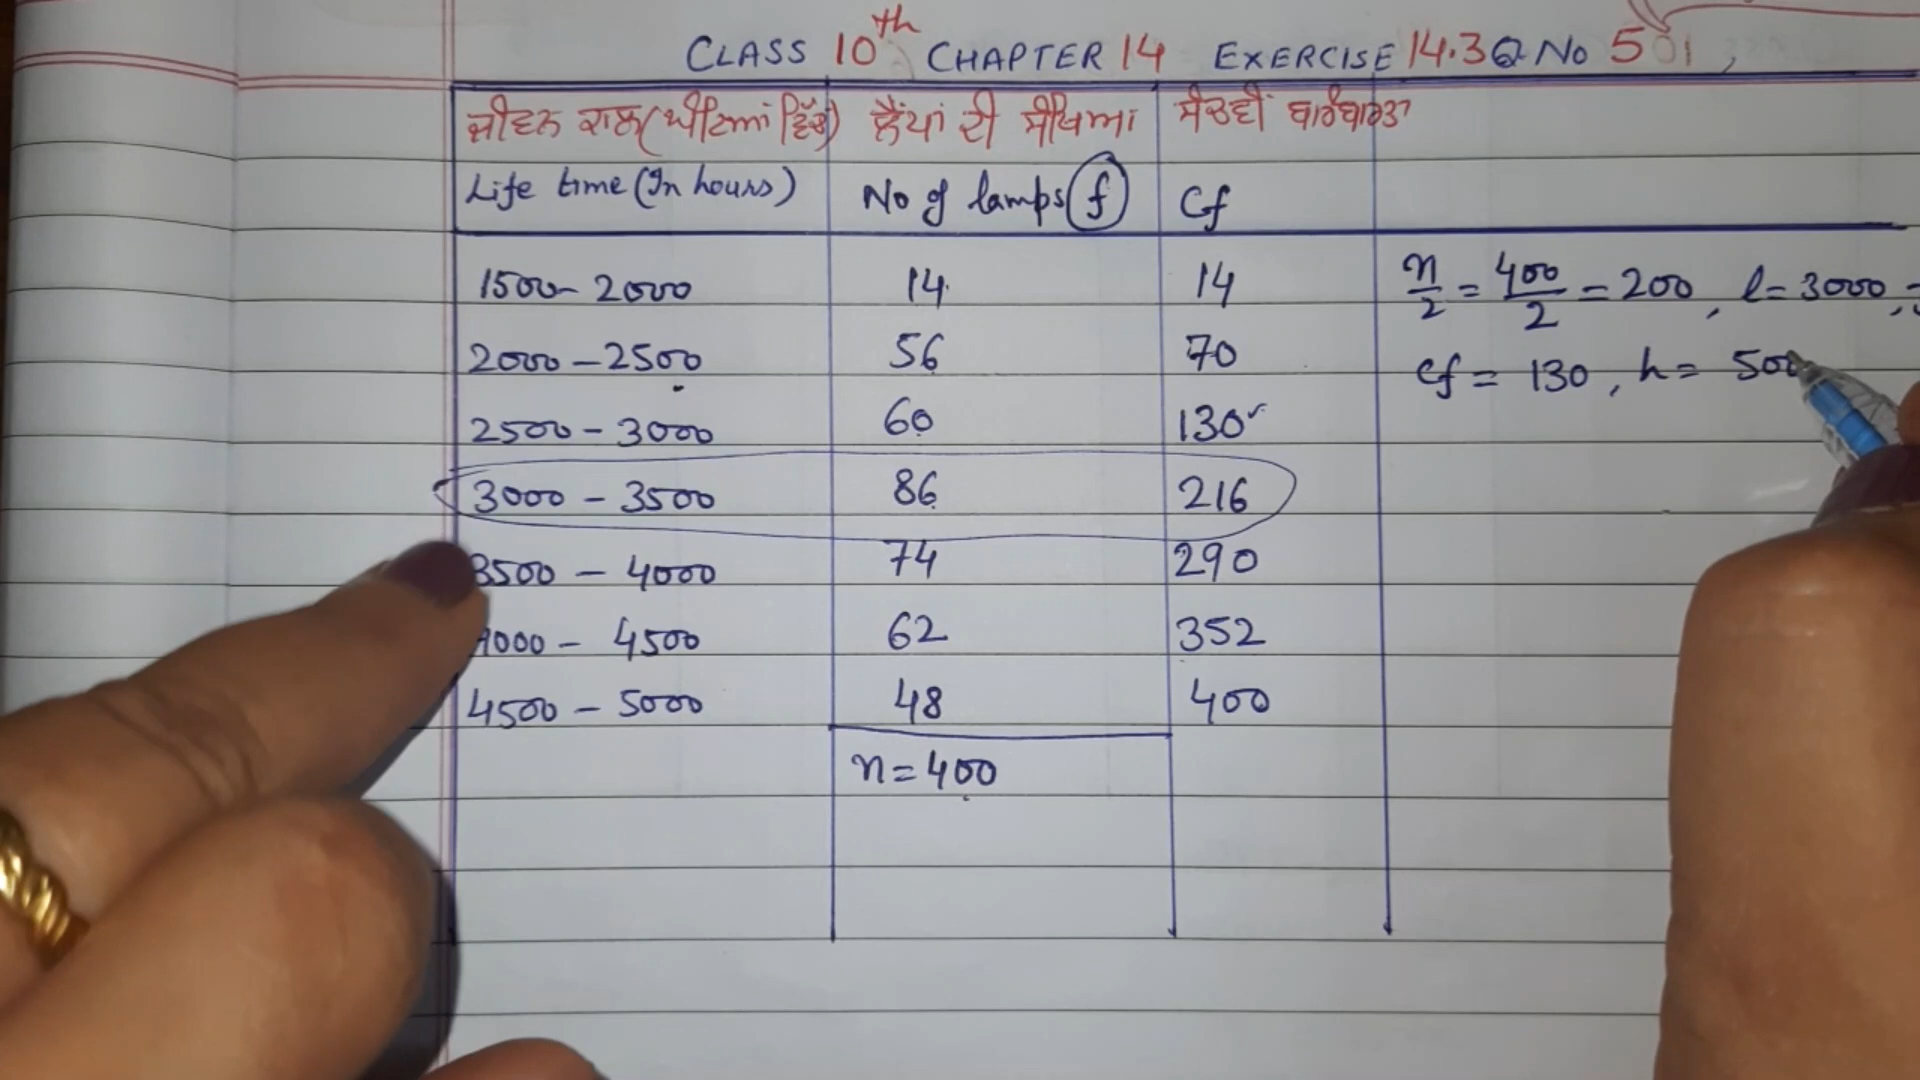 CLASS 10th CHAPTER 14 EXERCISE 14.3 Q No 5
ਜੀਵਨ ਕਾਲ (ਘੰਟਿਆਂ ਵਿੱਚ) ਲੈਂਪਾਂ ਦੀ ਸੰਖਿਆ ਸੰਚਵੀਂ ਬਾਰੰਬਾਰਤਾ
Life time (In hours) No of lamps (f) Cf
1500 - 2000 14 14 n/2 = 400/2 = 200, l = 3000,
2000 - 2500 56 70 Cf = 130, h = 500
2500 - 3000 60 130
3000 - 3500 86 216
3500 - 4000 74 290
4000 - 4500 62 352
4500 - 5000 48 400
n = 400